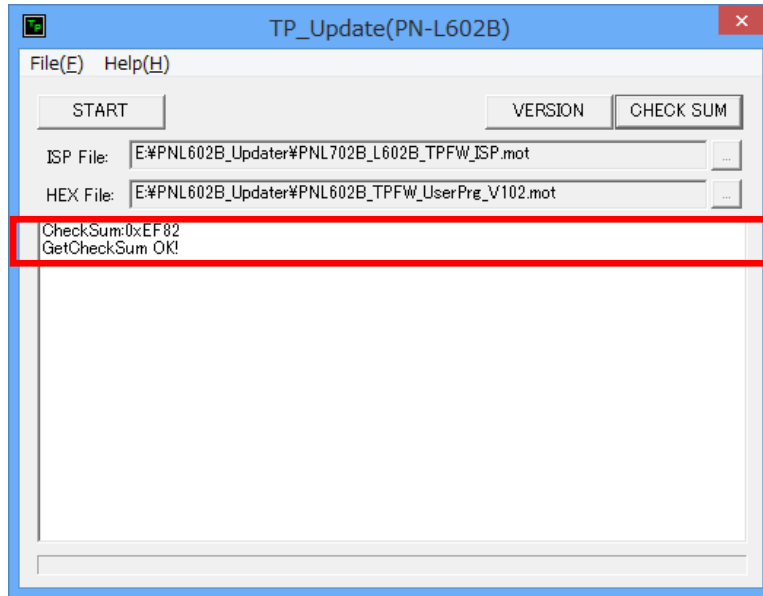 TP_Update(PN-L602B)
File(F) Help(H)
START VERSION CHECK SUM
ISP File: E:¥PNL602B_Updater¥PNL702B_L602B_TPFW_ISP.mot ...
HEX File: E:¥PNL602B_Updater¥PNL602B_TPFW_UserPrg_V102.mot ...
CheckSum:0xEF82
GetCheckSum OK!